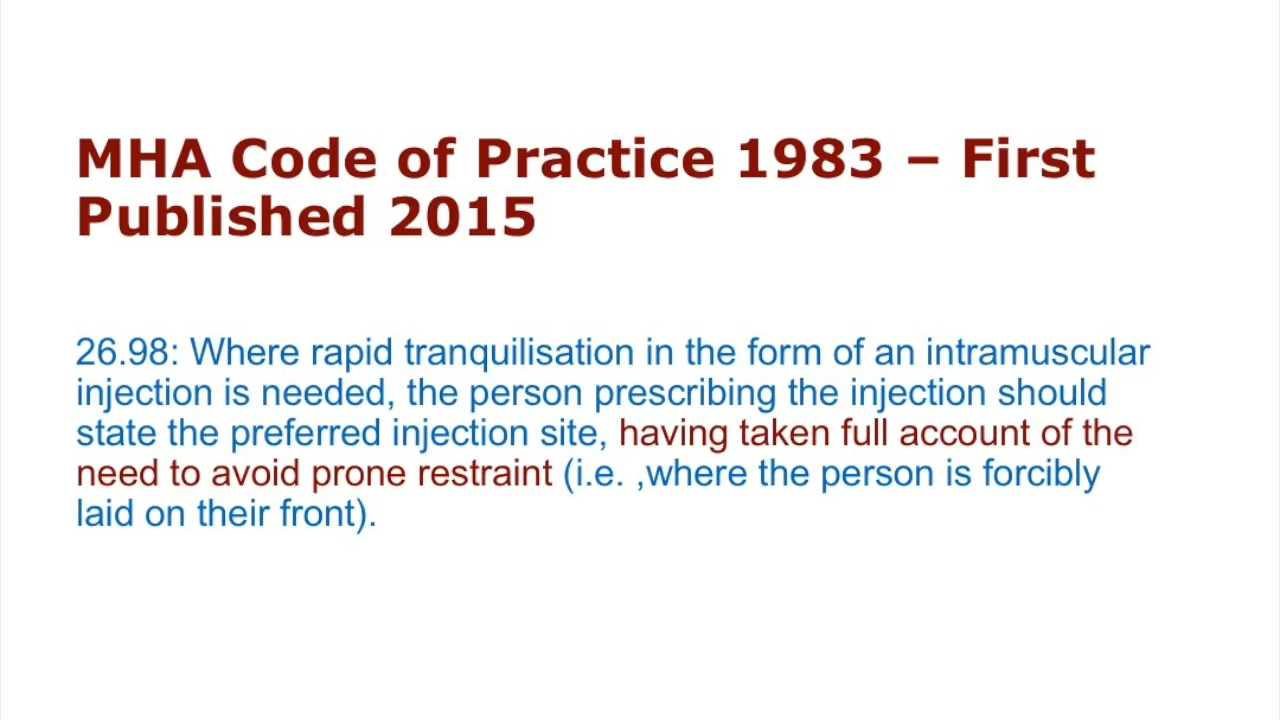 MHA Code of Practice 1983 – First
Published 2015
26.98: Where rapid tranquilisation in the form of an intramuscular
injection is needed, the person prescribing the injection should
state the preferred injection site, having taken full account of the
need to avoid prone restraint (i.e. ,where the person is forcibly
laid on their front).